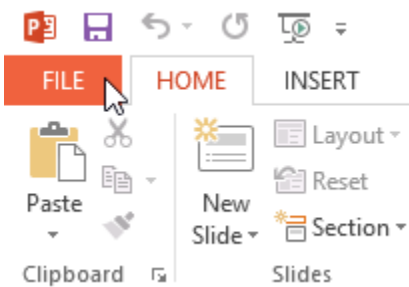 P
FILE HOME INSERT
Layout
Reset
Paste
New
Slide
Section
Clipboard
Slides